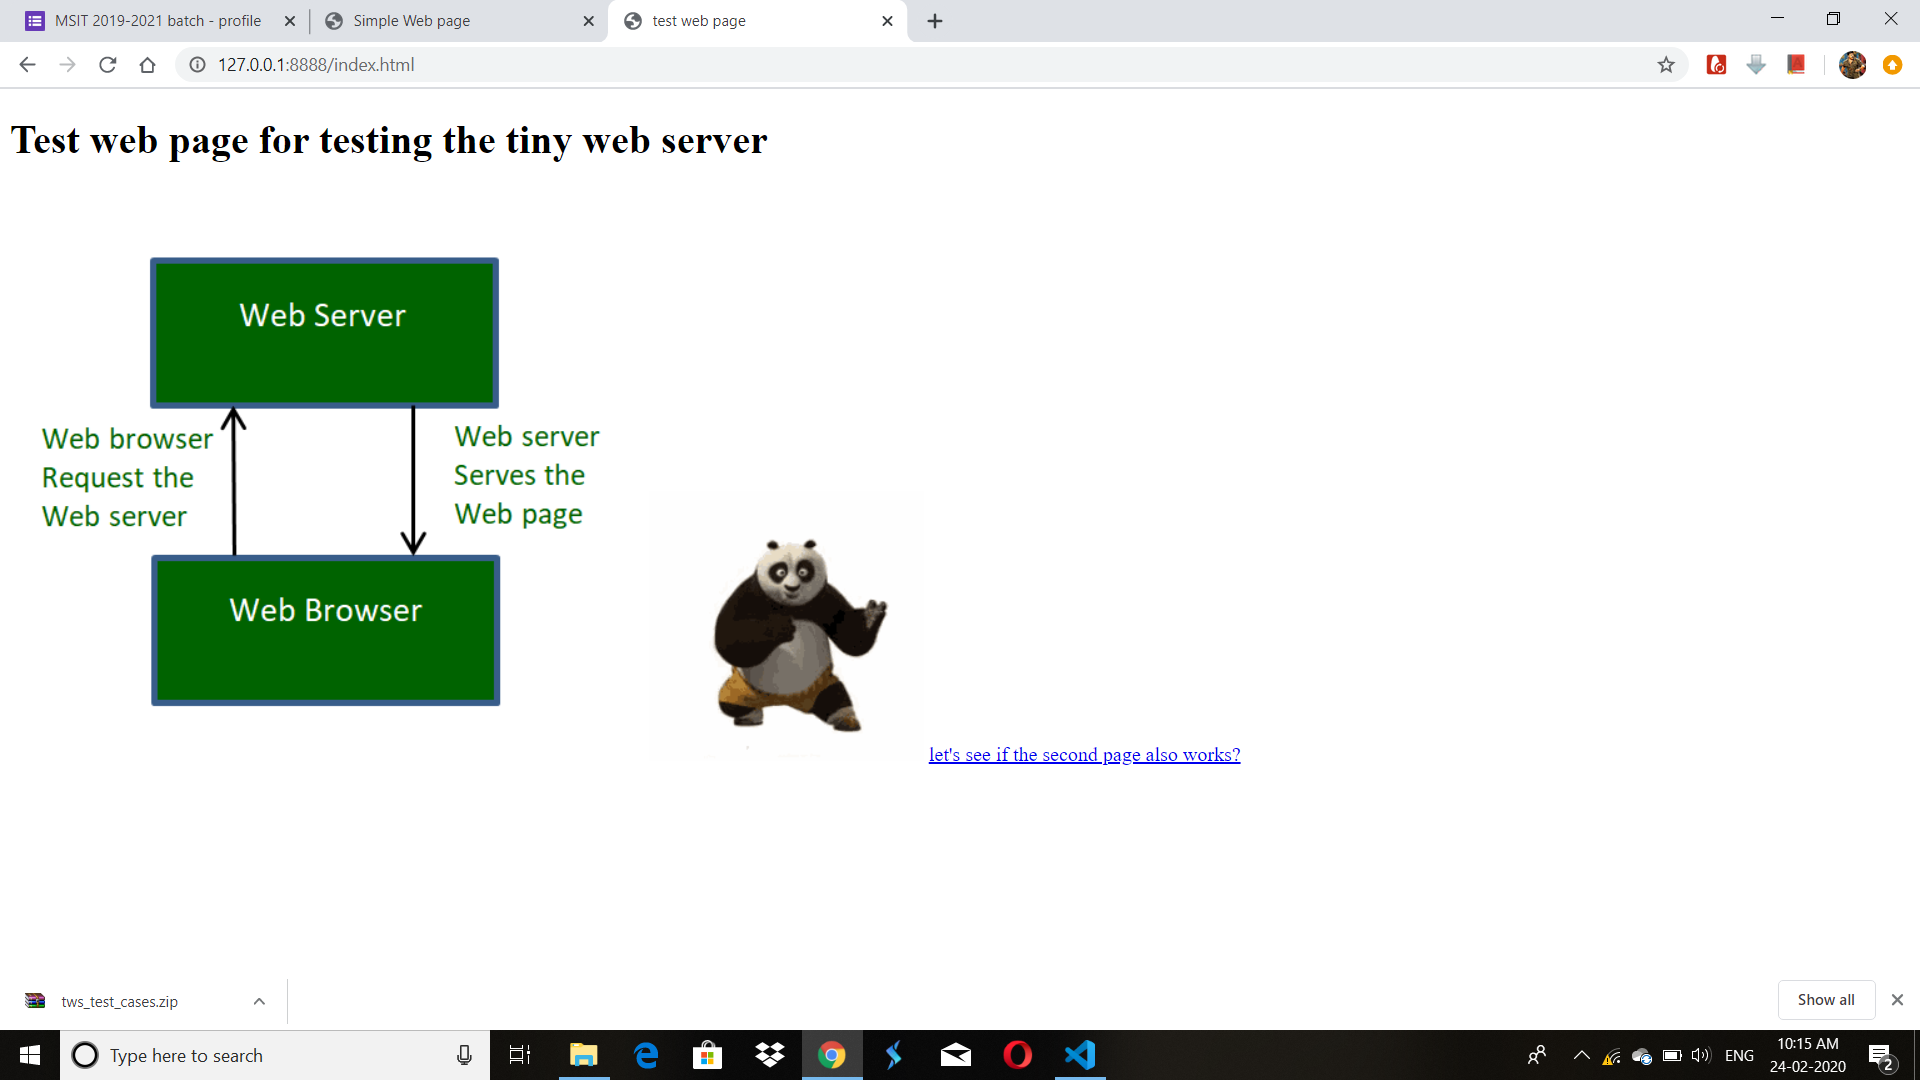 MSIT 2019-2021 batch - profile
Simple Web page
test web page
127.0.0.1:8888/index.html
Test web page for testing the tiny web server
Web Server
Web browser
Request the
Web server
Web server
Serves the
Web page
Web Browser
let's see if the second page also works?
tws_test_cases.zip
Show all
Type here to search
ENG
10:15 AM
24-02-2020
2